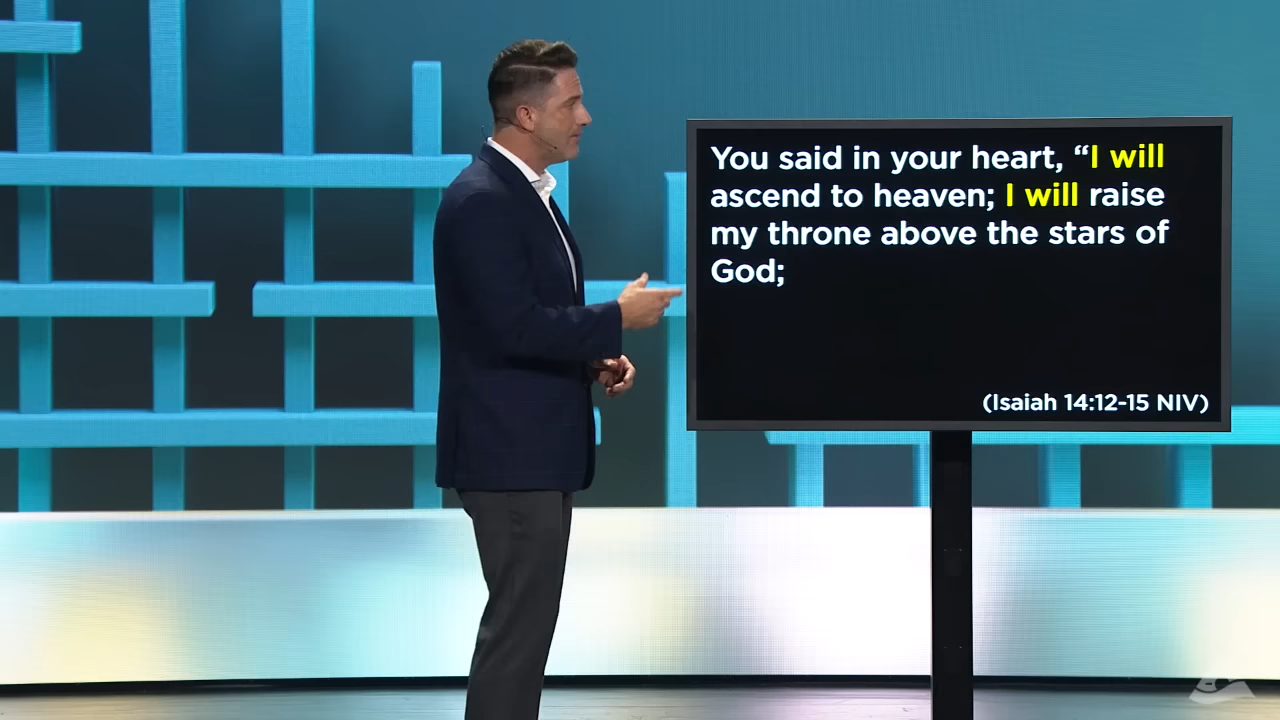 You said in your heart, “I will
ascend to heaven; I will raise
my throne above the stars of
God;
(Isaiah 14:12-15 NIV)